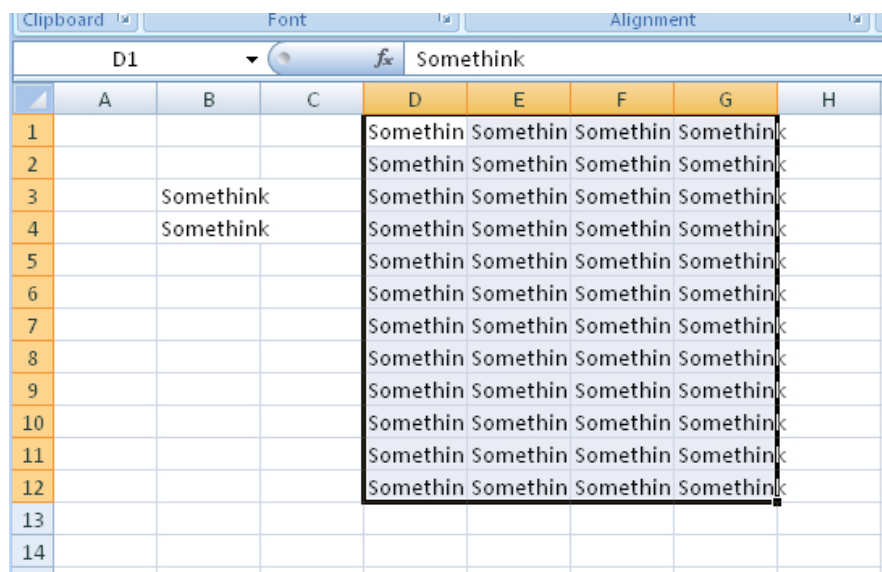 Clipboard Font Alignment
D1 fx Somethink
A B C D E F G H
1 Somethin Somethin Somethin Somethink
2 Somethin Somethin Somethin Somethink
3 Somethink Somethin Somethin Somethin Somethink
4 Somethink Somethin Somethin Somethin Somethink
5 Somethin Somethin Somethin Somethink
6 Somethin Somethin Somethin Somethink
7 Somethin Somethin Somethin Somethink
8 Somethin Somethin Somethin Somethink
9 Somethin Somethin Somethin Somethink
10 Somethin Somethin Somethin Somethink
11 Somethin Somethin Somethin Somethink
12 Somethin Somethin Somethin Somethink
13
14